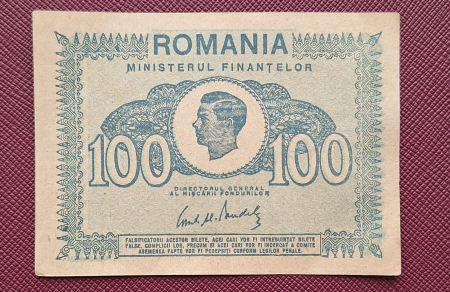 ROMANIA
MINISTERUL FINANȚELOR
100 100
DIRECTORUL GENERAL
AL MIȘCĂRII FONDURILOR
FALSIFICATORII ACESTOR BILETE, ACEI CARI VOR FI INTREBUINȚAT BILETE
FALSE, COMPLICII LOR, PRECUM ȘI ACEI CARI VOR FI INCERCAT A COMITE
ASEMENEA FAPTE VOR FI PEDEPSIȚI CONFORM LEGILOR PENALE.